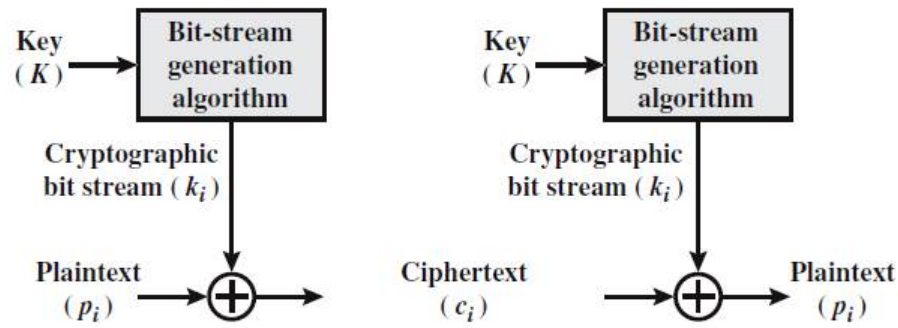 Key
(K)
Bit-stream
generation
algorithm
Cryptographic
bit stream (kᵢ)
Plaintext
(pᵢ)
Ciphertext
(cᵢ)
Key
(K)
Bit-stream
generation
algorithm
Cryptographic
bit stream (kᵢ)
Plaintext
(pᵢ)